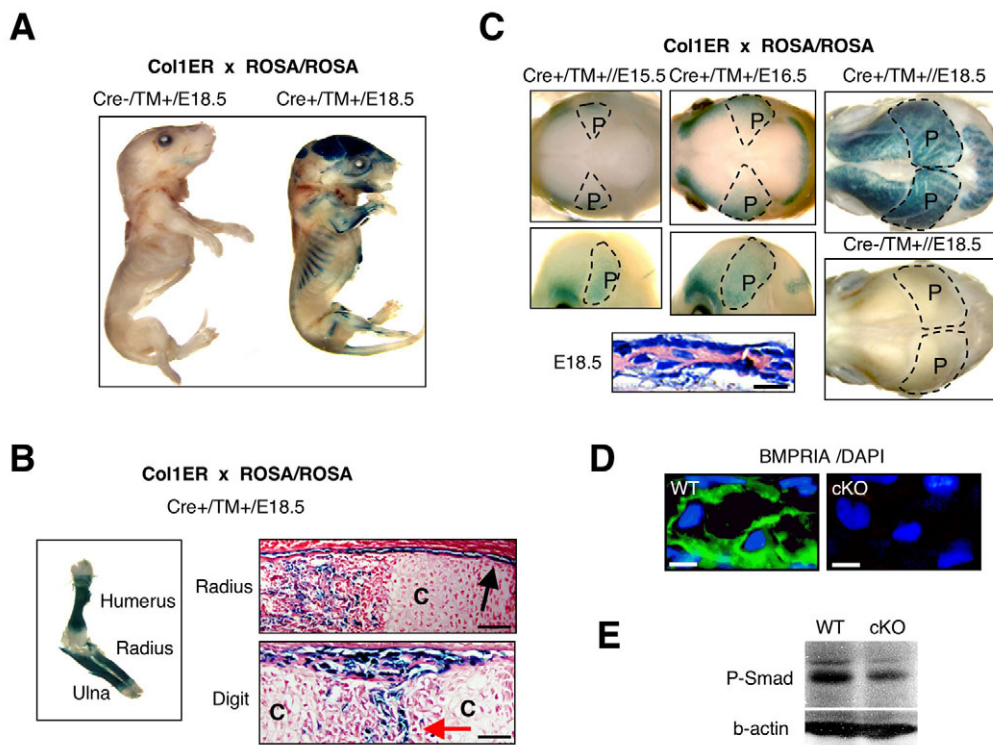 A
Col1ER x ROSA/ROSA
Cre-/TM+/E18.5 Cre+/TM+/E18.5
C
Col1ER x ROSA/ROSA
Cre+/TM+//E15.5 Cre+/TM+/E16.5 Cre+/TM+//E18.5
P P P
P P P
Cre-/TM+//E18.5
P P P
P
E18.5
B
Col1ER x ROSA/ROSA
Cre+/TM+/E18.5
Humerus
Radius
Ulna
Radius
C
Digit
C C
D
BMPRIA /DAPI
WT cKO
E
WT cKO
P-Smad
b-actin